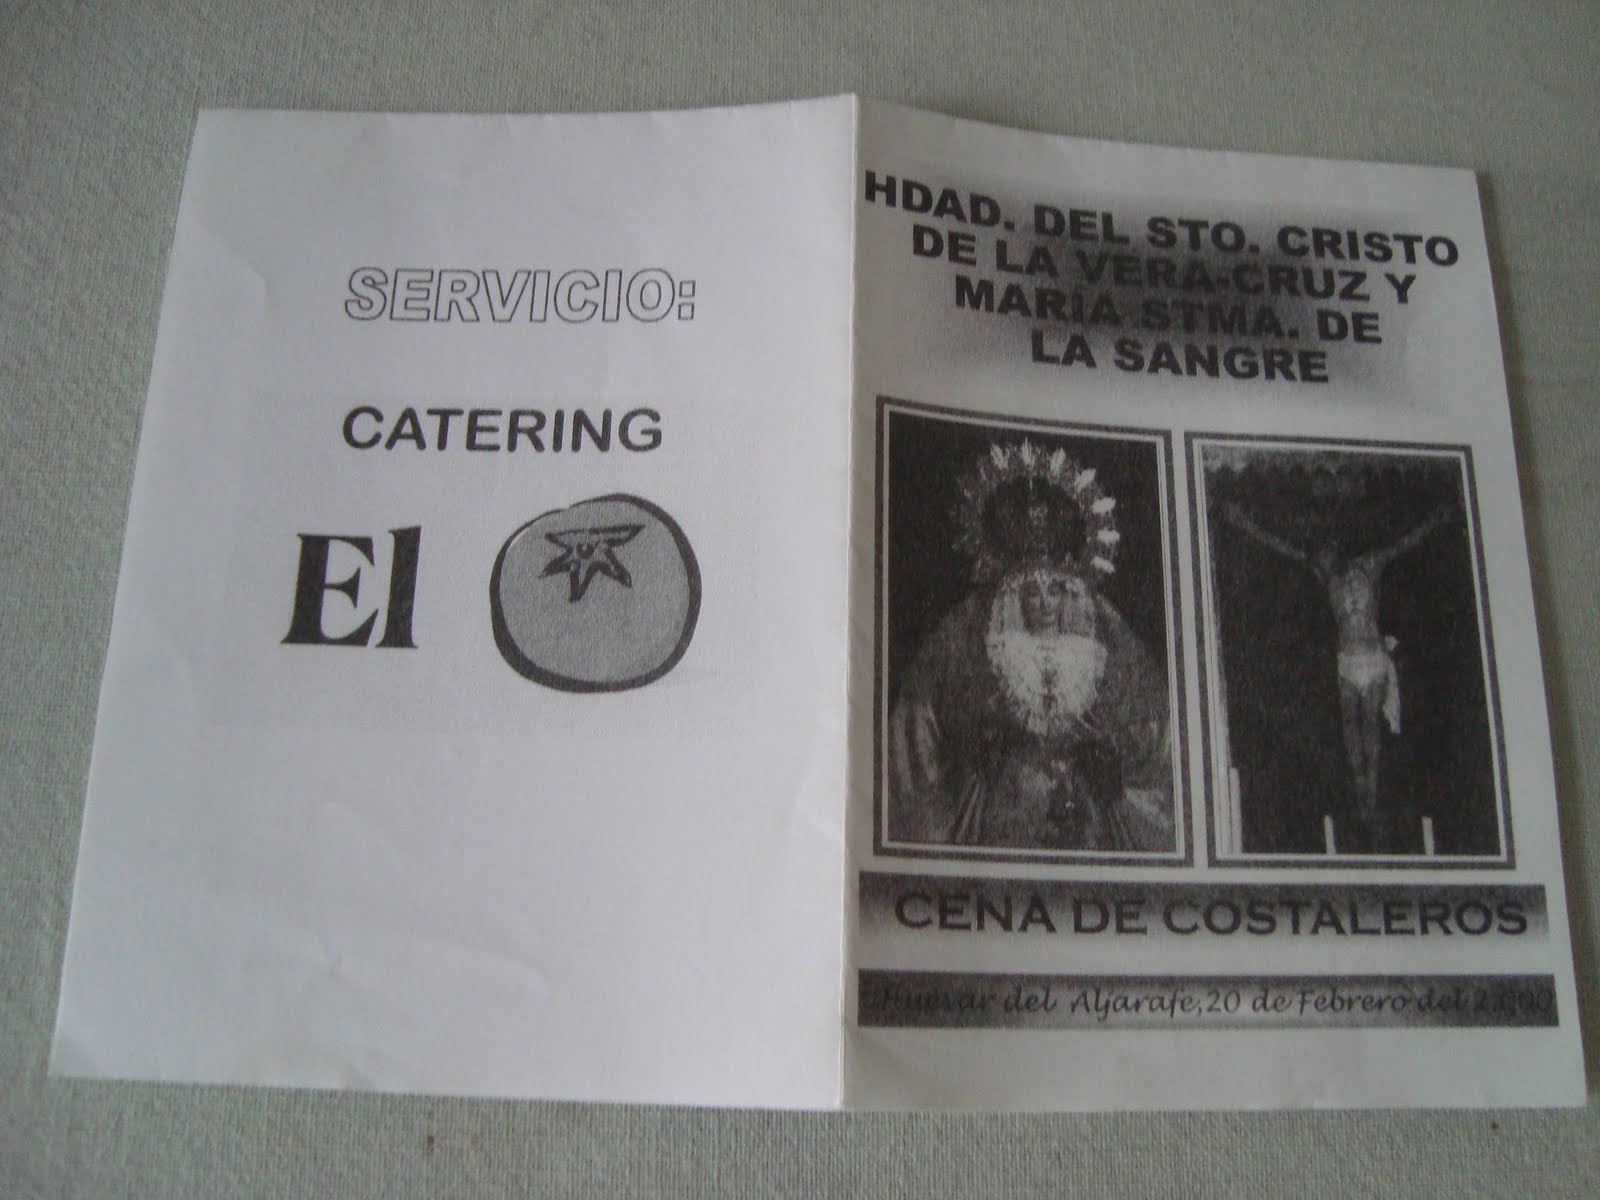 SERVICIO:
CATERING
El
HDAD. DEL STO. CRISTO
DE LA VERA-CRUZ Y
MARÍA STMA. DE
LA SANGRE
CENA DE COSTALEROS
Huevar del Aljarafe, 20 de Febrero del